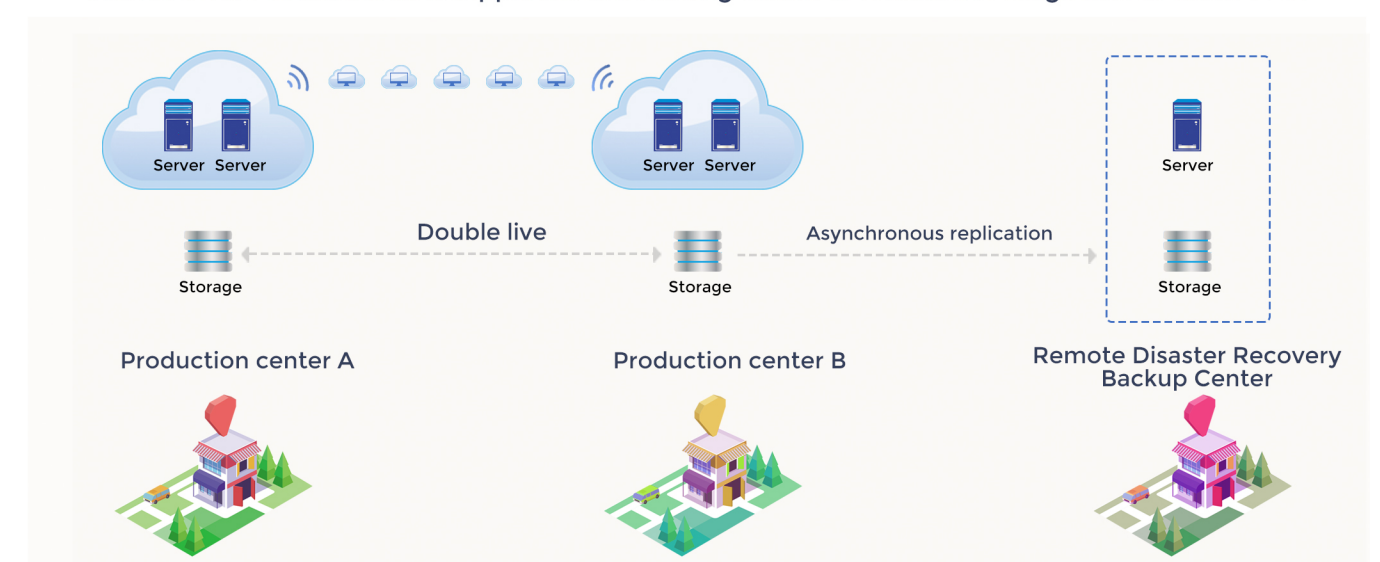 Server Server
Server Server
Server
Double live
Asynchronous replication
Storage
Storage
Storage
Production center A
Production center B
Remote Disaster Recovery
Backup Center